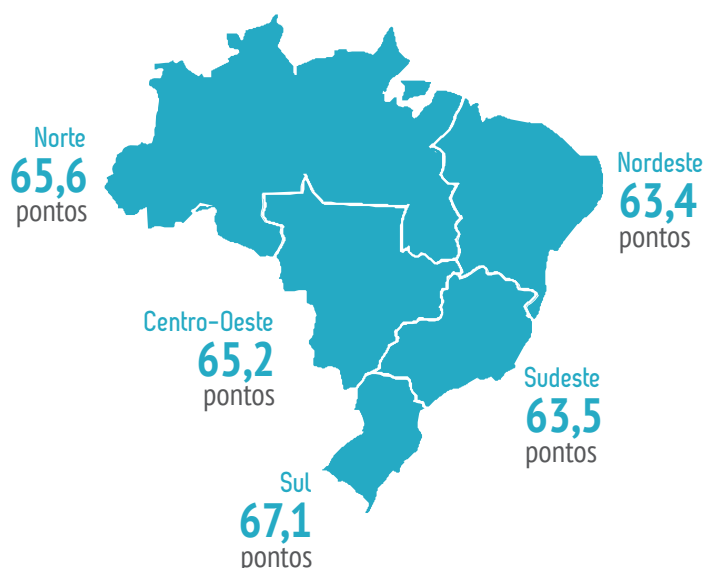 Norte
65,6
pontos
Nordeste
63,4
pontos
Centro-Oeste
65,2
pontos
Sudeste
63,5
pontos
Sul
67,1
pontos